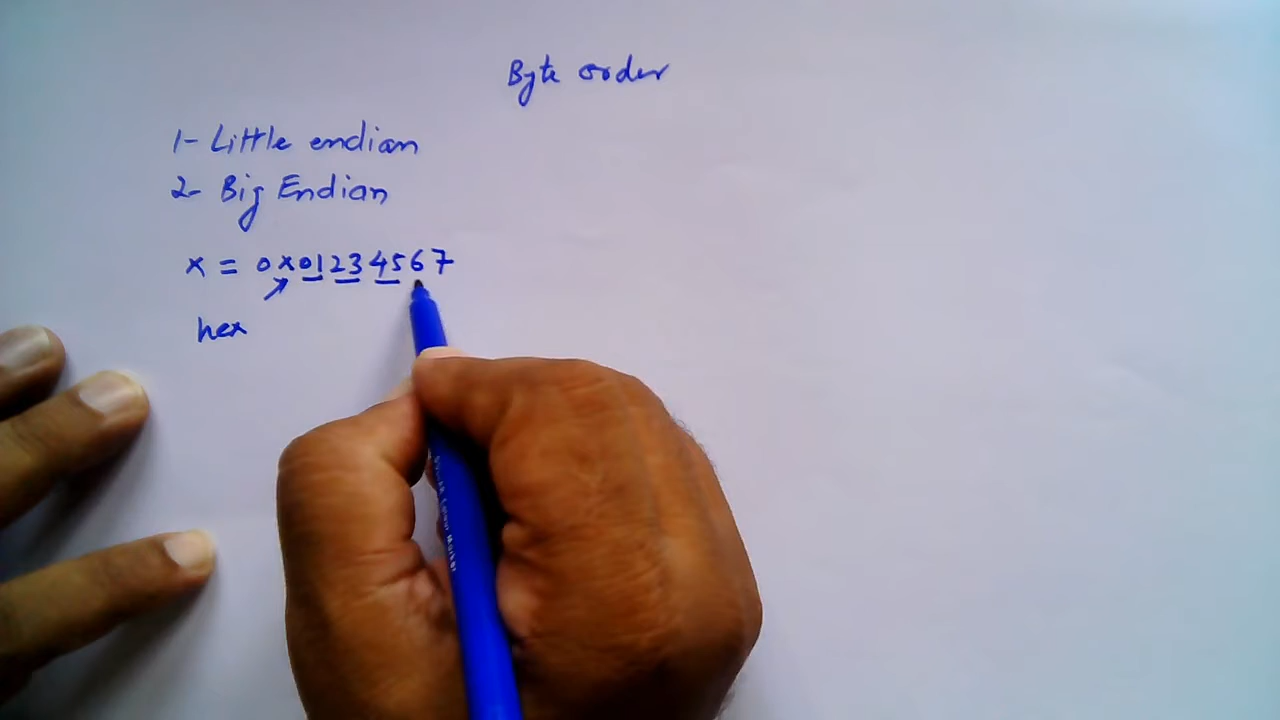 Byte order
1- Little endian
2- Big Endian
x = 0x01234567
hex